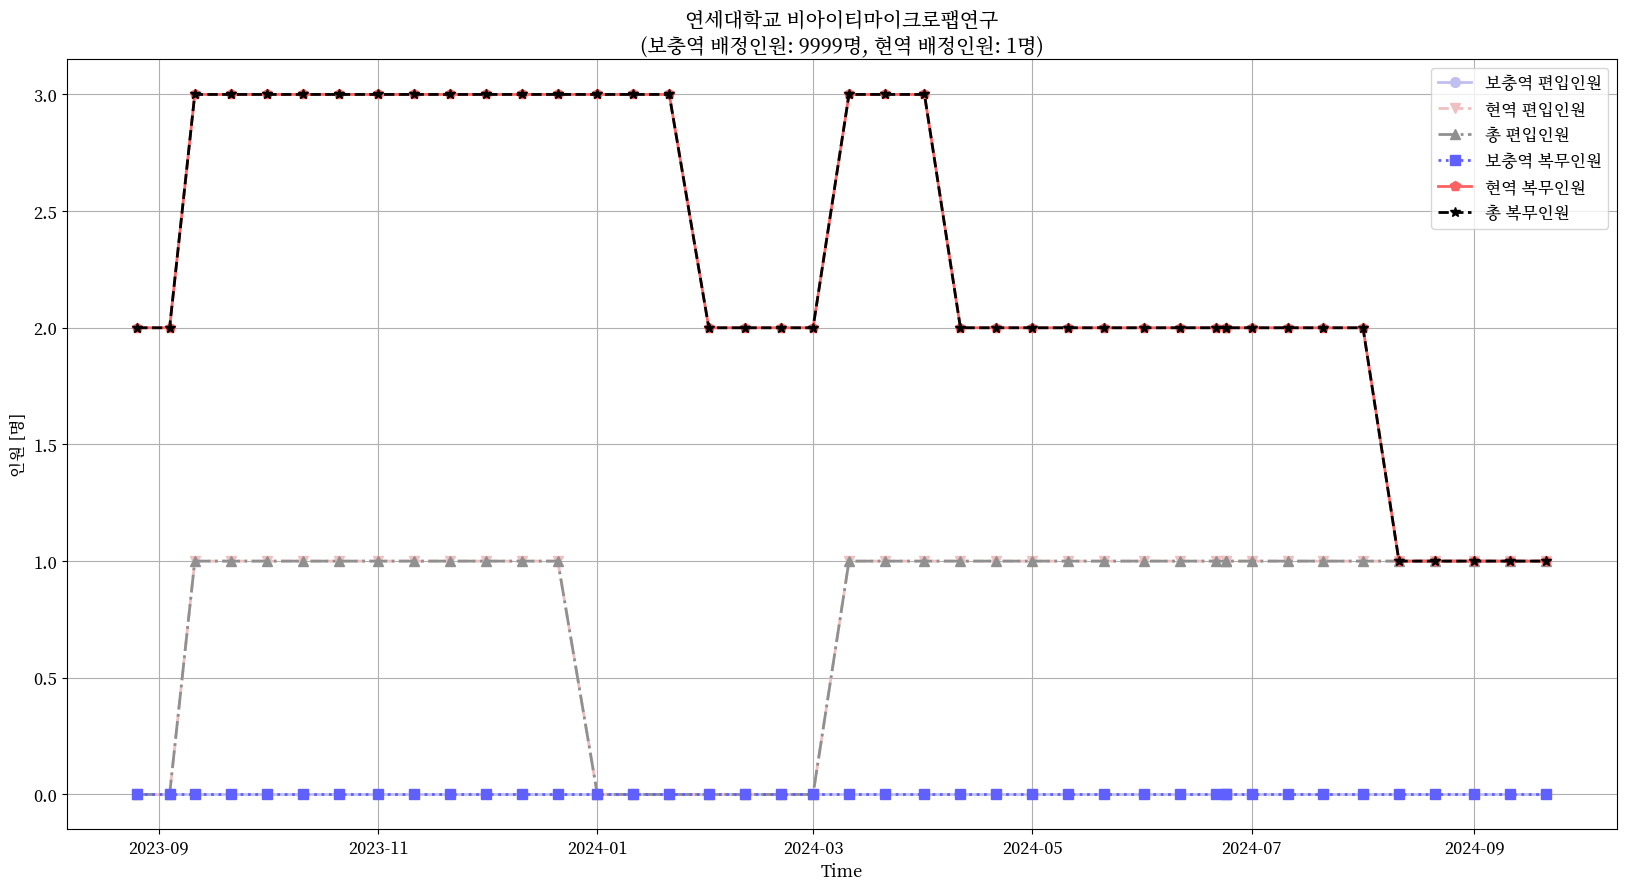 연세대학교 비아이티마이크로팹연구
(보충역 배정인원: 9999명, 현역 배정인원: 1명)
보충역 편입인원
현역 편입인원
총 편입인원
보충역 복무인원
현역 복무인원
총 복무인원
인원 [명]
3.0
2.5
2.0
1.5
1.0
0.5
0.0
2023-09
2023-11
2024-01
2024-03
2024-05
2024-07
2024-09
Time